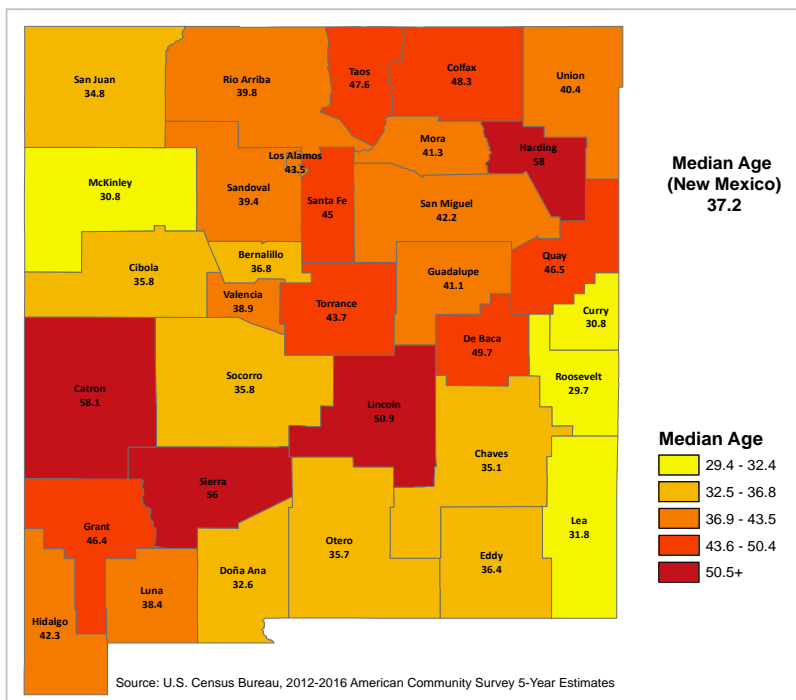 San Juan
34.8
Rio Arriba
39.8
Taos
47.6
Colfax
48.3
Union
40.4
Mora
41.3
Harding
58
Los Alamos
43.5
McKinley
30.8
Sandoval
39.4
Santa Fe
45
San Miguel
42.2
Median Age
(New Mexico)
37.2
Cibola
35.8
Bernalillo
36.8
Quay
46.5
Guadalupe
41.1
Valencia
38.9
Torrance
43.7
Curry
30.8
De Baca
49.7
Roosevelt
29.7
Catron
58.1
Socorro
35.8
Lincoln
50.9
Chaves
35.1
Sierra
56
Grant
46.4
Otero
35.7
Doña Ana
32.6
Eddy
36.4
Lea
31.8
Luna
38.4
Hidalgo
42.3
Median Age
29.4 - 32.4
32.5 - 36.8
36.9 - 43.5
43.6 - 50.4
50.5+
Source: U.S. Census Bureau, 2012-2016 American Community Survey 5-Year Estimates